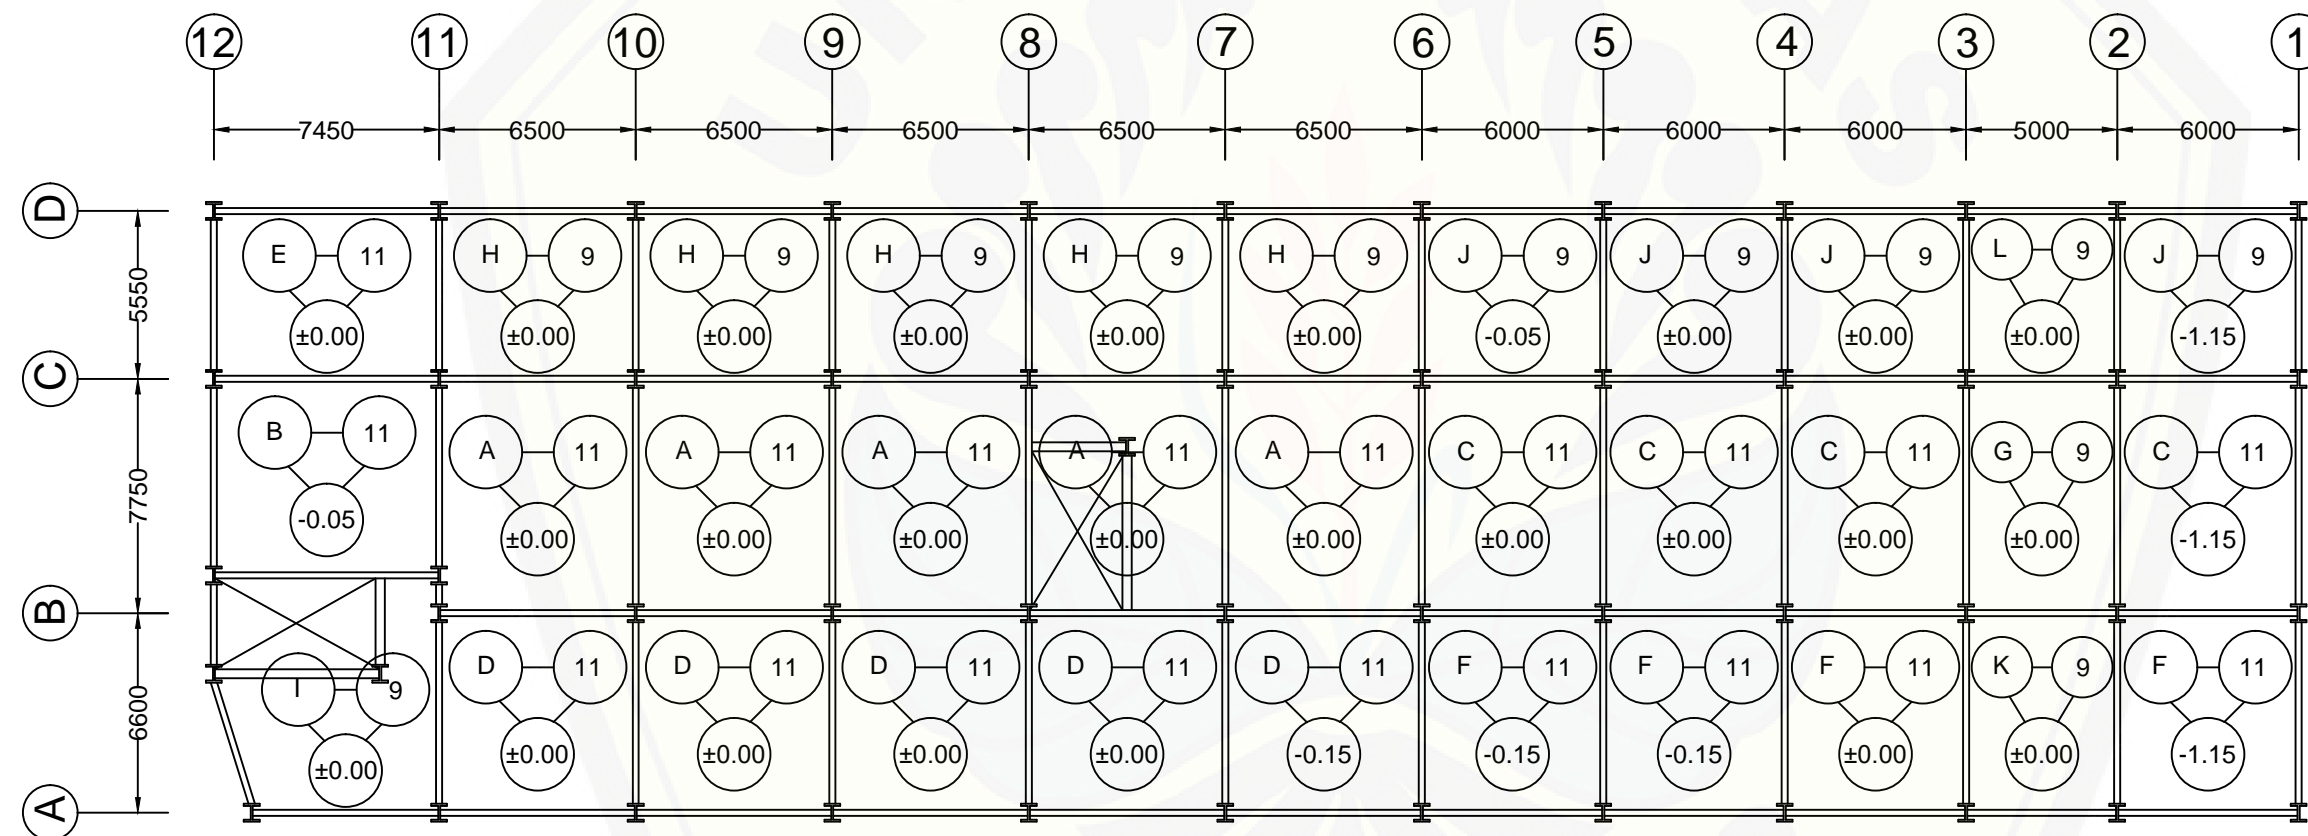 12 11 10 9 8 7 6 5 4 3 2 1
7450 6500 6500 6500 6500 6500 6000 6000 6000 5000 6000
D
E 11 H 9 H 9 H 9 H 9 H 9 J 9 J 9 J 9 L 9 J 9
5550
±0.00 ±0.00 ±0.00 ±0.00 ±0.00 ±0.00 -0.05 ±0.00 ±0.00 ±0.00 -1.15
C
B 11 A 11 A 11 A 11 A 11 A 11 C 11 C 11 C 11 G 9 C 11
7750
-0.05 ±0.00 ±0.00 ±0.00 ±0.00 ±0.00 ±0.00 ±0.00 ±0.00 ±0.00 -1.15
B
I 9 D 11 D 11 D 11 D 11 D 11 F 11 F 11 F 11 K 9 F 11
6600
±0.00 ±0.00 ±0.00 ±0.00 ±0.00 -0.15 -0.15 -0.15 ±0.00 ±0.00 -1.15
A